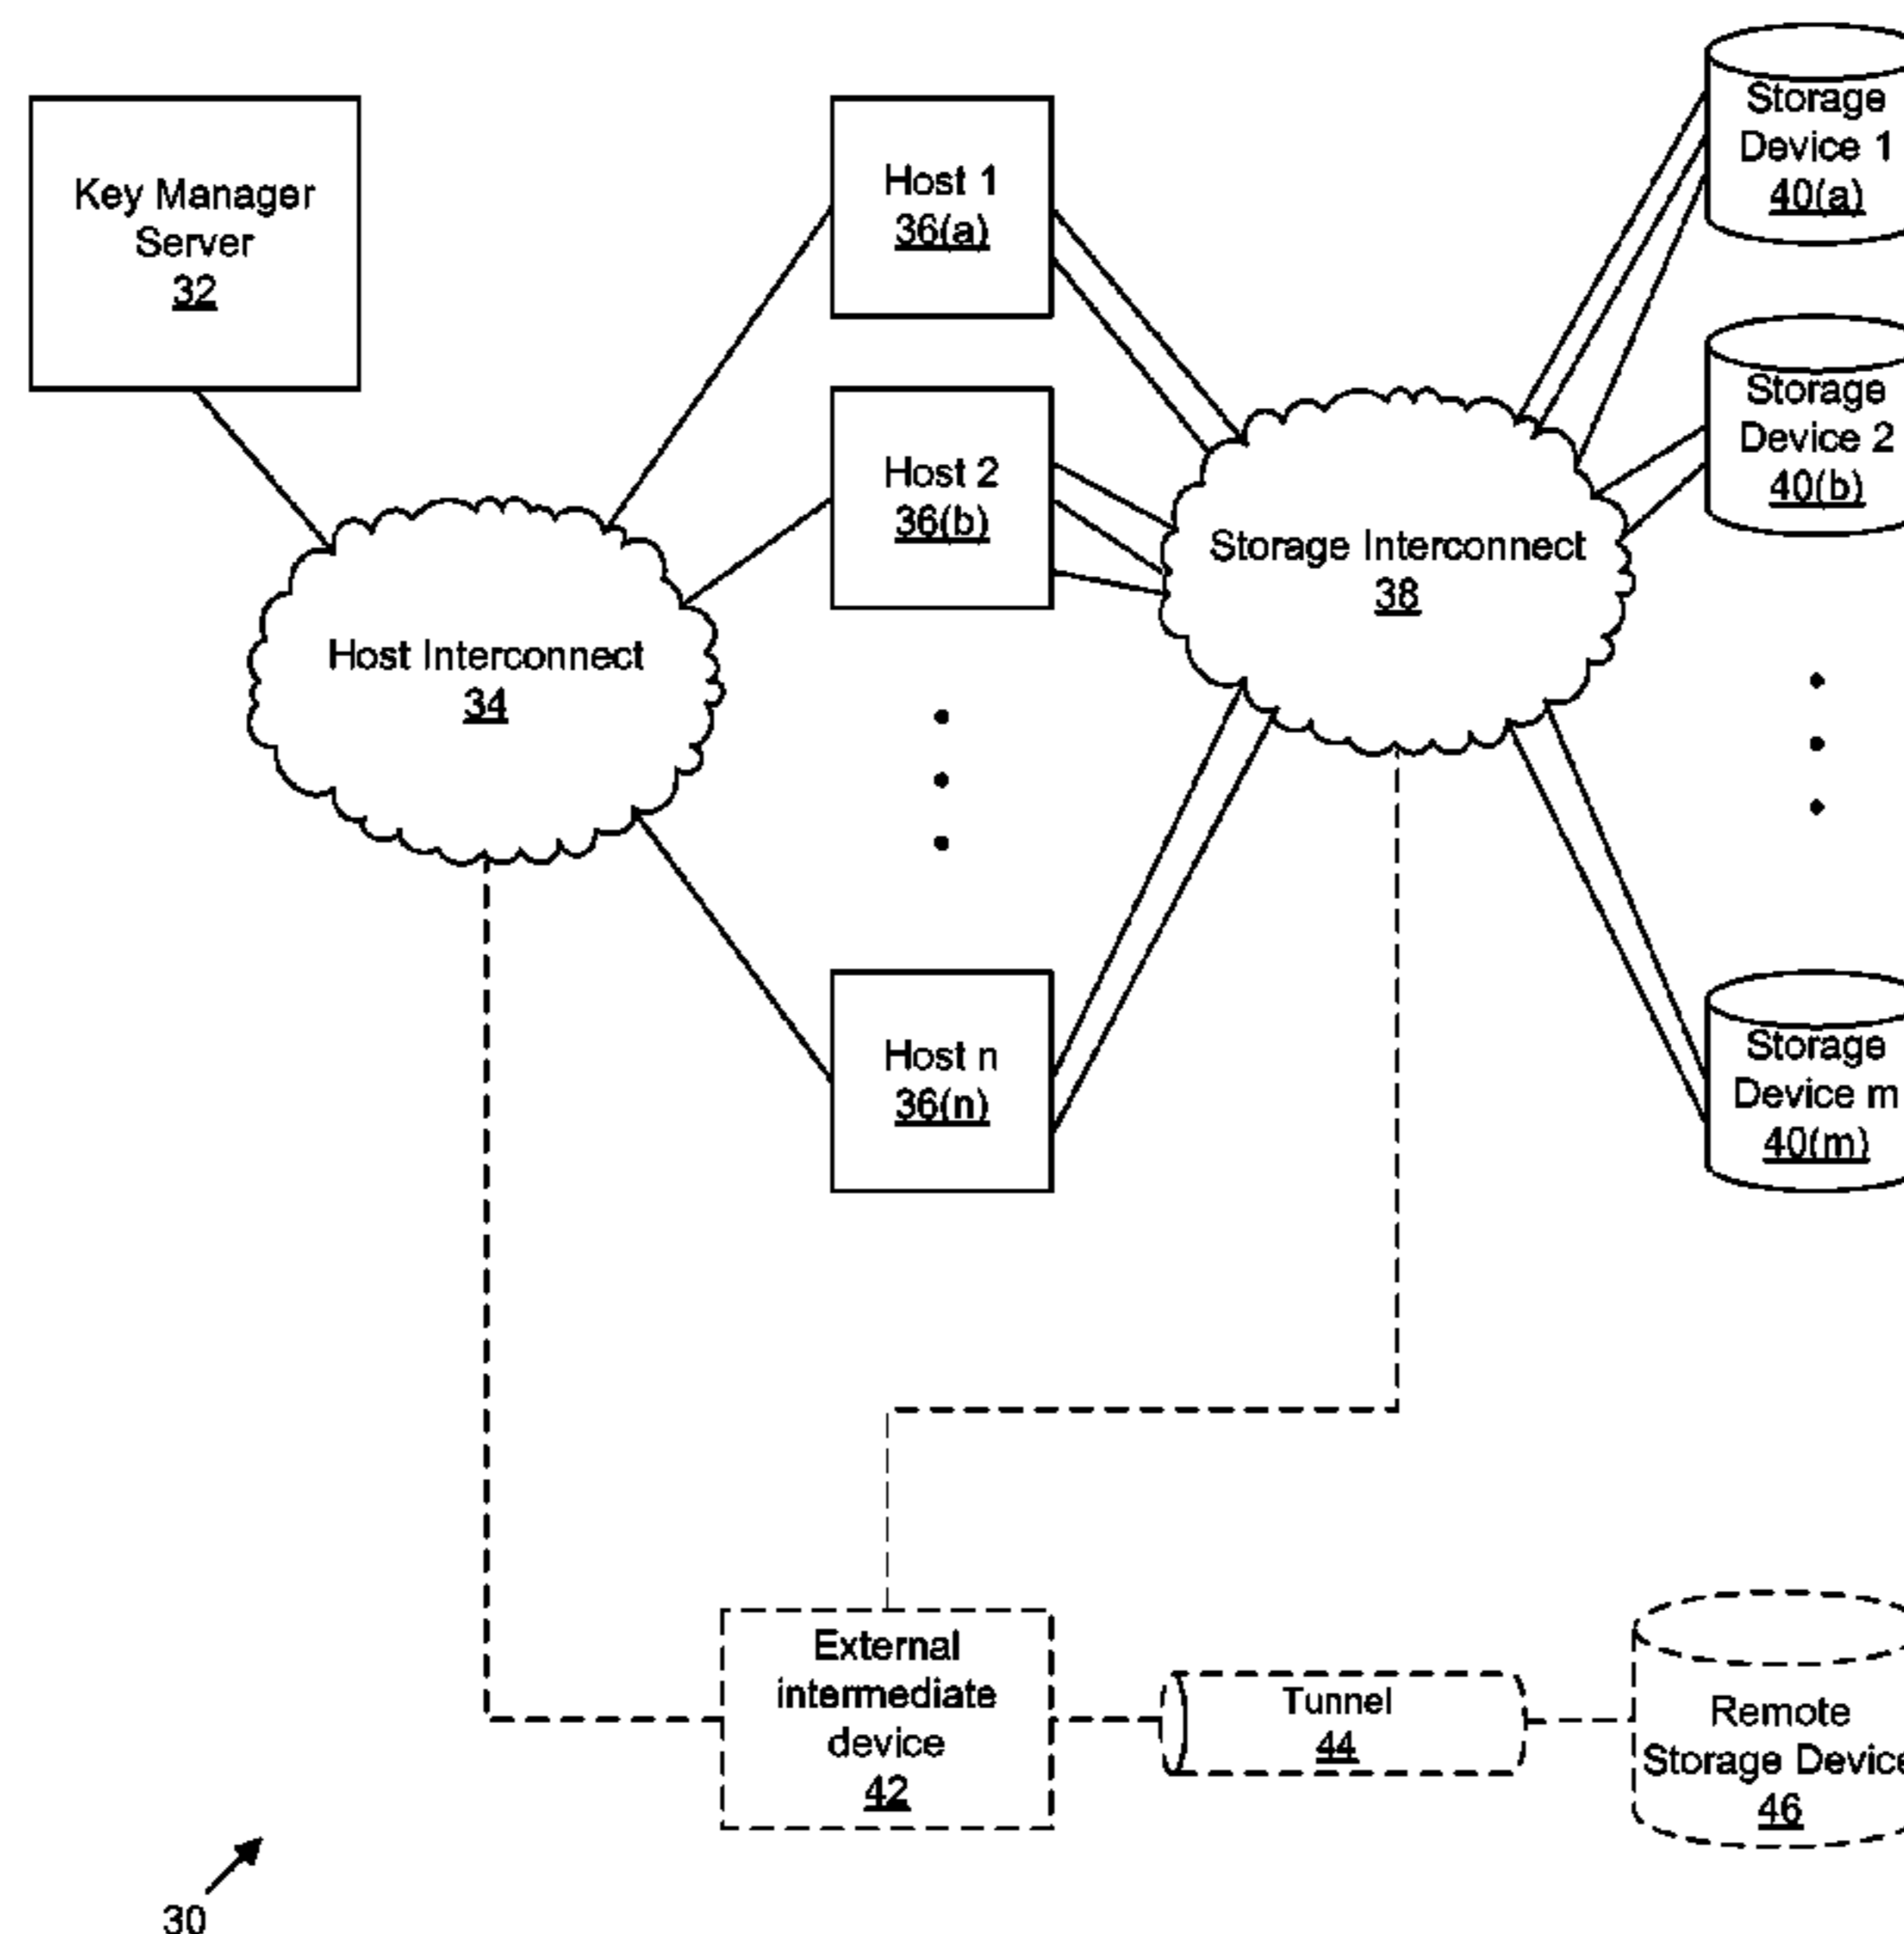 Key Manager
Server
32
Host 1
36(a)
Storage
Device 1
40(a)
Host 2
36(b)
Storage
Device 2
40(b)
Host Interconnect
34
Storage Interconnect
38
Host n
36(n)
Storage
Device m
40(m)
External
intermediate
device
42
Tunnel
44
Remote
Storage Device
46
30